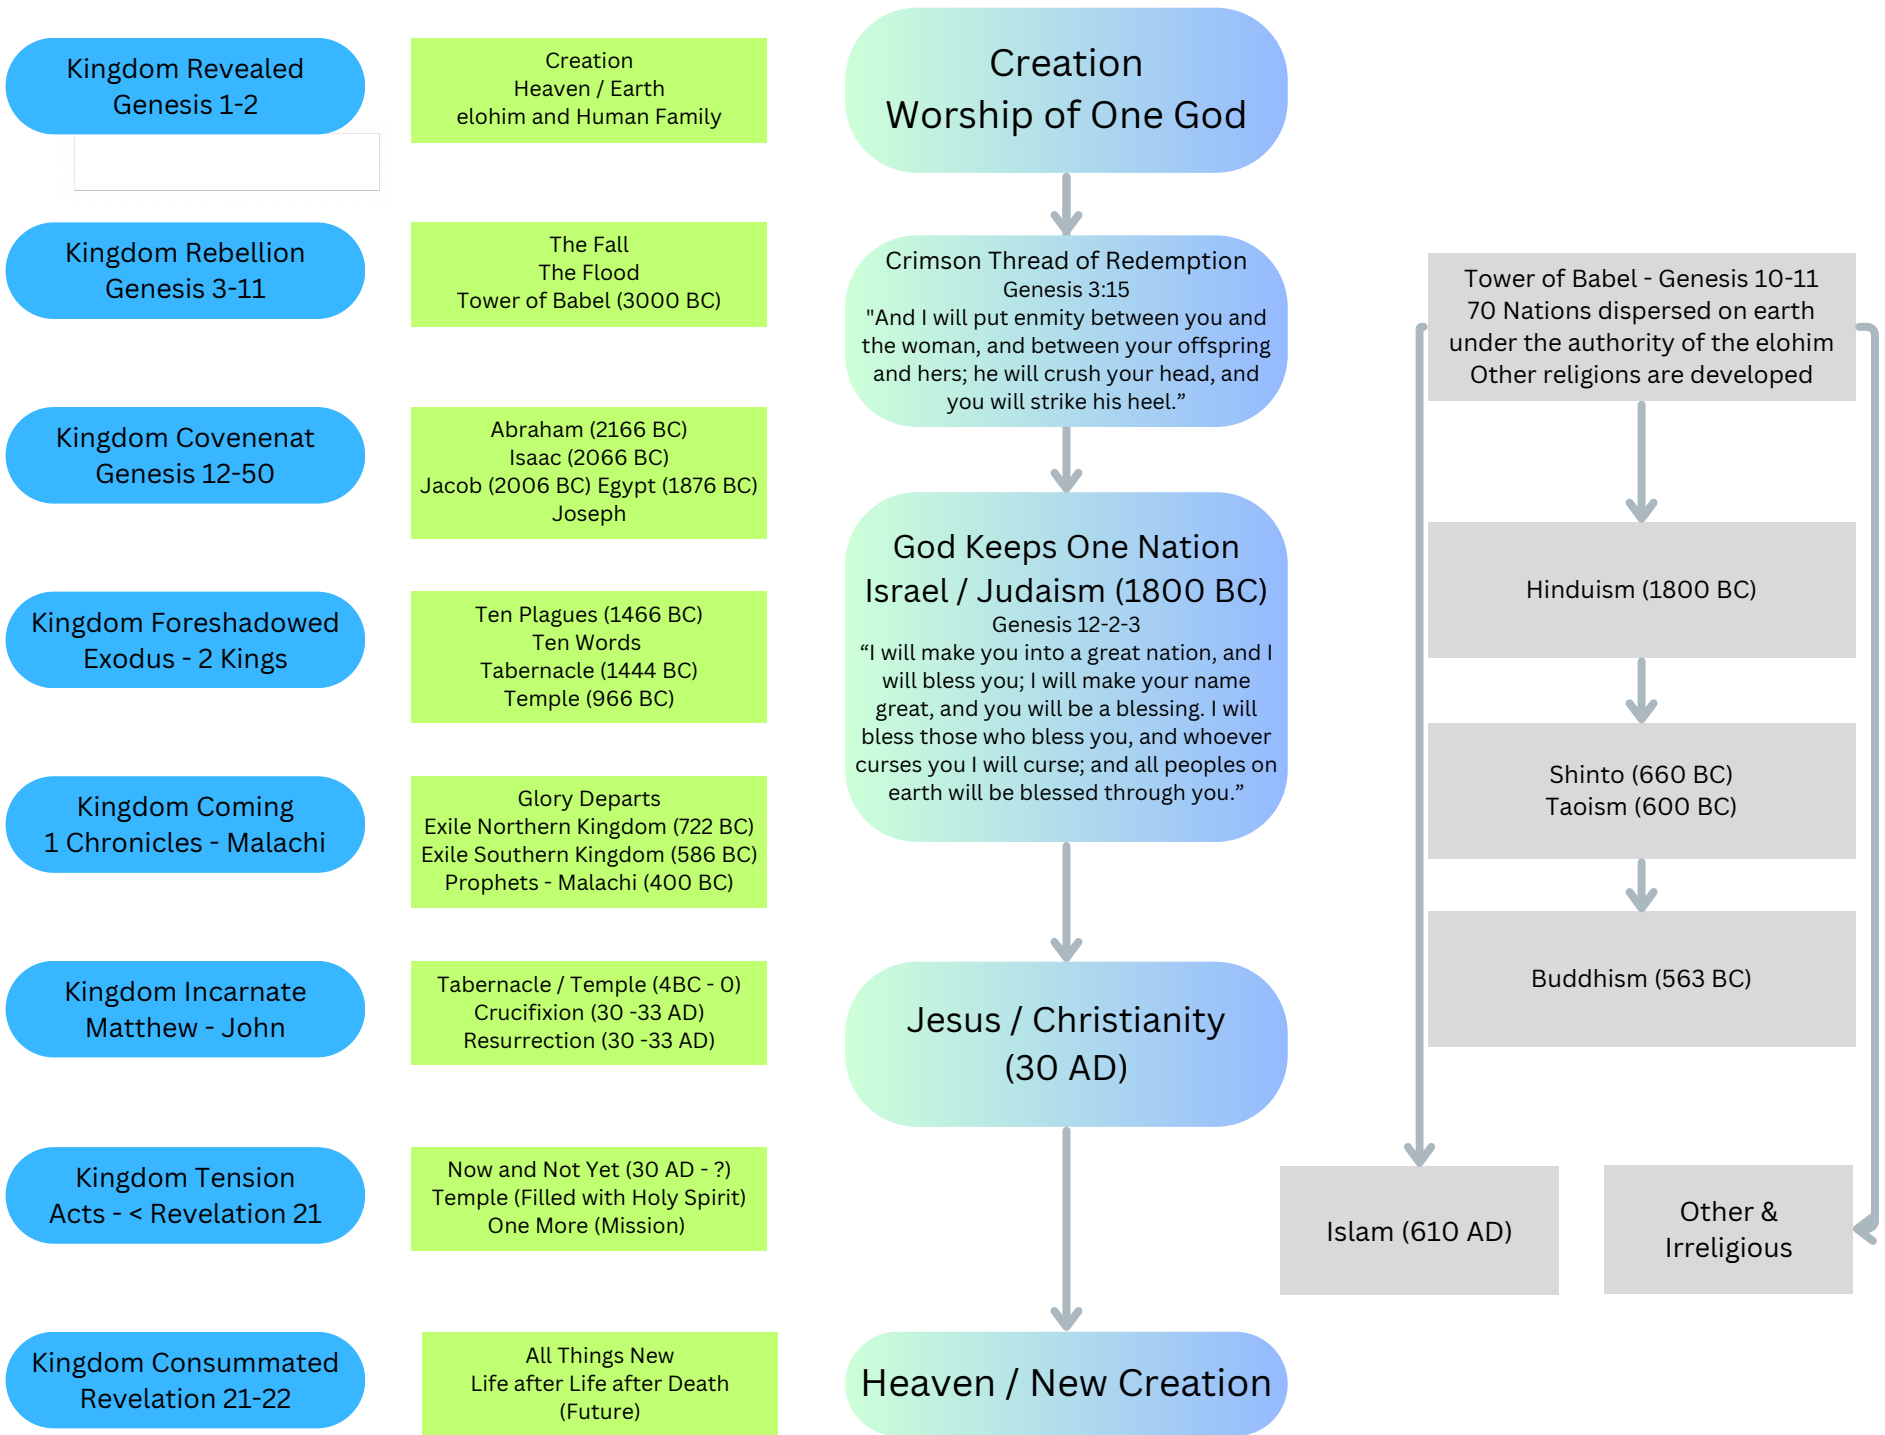 Kingdom Revealed
Genesis 1-2
Creation
Heaven / Earth
elohim and Human Family
Creation
Worship of One God
Kingdom Rebellion
Genesis 3-11
The Fall
The Flood
Tower of Babel (3000 BC)
Crimson Thread of Redemption
Genesis 3:15
"And I will put enmity between you and
the woman, and between your offspring
and hers; he will crush your head, and
you will strike his heel.”
Tower of Babel - Genesis 10-11
70 Nations dispersed on earth
under the authority of the elohim
Other religions are developed
Kingdom Covenenat
Genesis 12-50
Abraham (2166 BC)
Isaac (2066 BC)
Jacob (2006 BC) Egypt (1876 BC)
Joseph
God Keeps One Nation
Israel / Judaism (1800 BC)
Genesis 12-2-3
“I will make you into a great nation, and I
will bless you; I will make your name
great, and you will be a blessing. I will
bless those who bless you, and whoever
curses you I will curse; and all peoples on
earth will be blessed through you.”
Hinduism (1800 BC)
Kingdom Foreshadowed
Exodus - 2 Kings
Ten Plagues (1466 BC)
Ten Words
Tabernacle (1444 BC)
Temple (966 BC)
Shinto (660 BC)
Taoism (600 BC)
Kingdom Coming
1 Chronicles - Malachi
Glory Departs
Exile Northern Kingdom (722 BC)
Exile Southern Kingdom (586 BC)
Prophets - Malachi (400 BC)
Buddhism (563 BC)
Kingdom Incarnate
Matthew - John
Tabernacle / Temple (4BC - 0)
Crucifixion (30 -33 AD)
Resurrection (30 -33 AD)
Jesus / Christianity
(30 AD)
Kingdom Tension
Acts - < Revelation 21
Now and Not Yet (30 AD - ?)
Temple (Filled with Holy Spirit)
One More (Mission)
Islam (610 AD)
Other &
Irreligious
Kingdom Consummated
Revelation 21-22
All Things New
Life after Life after Death
(Future)
Heaven / New Creation